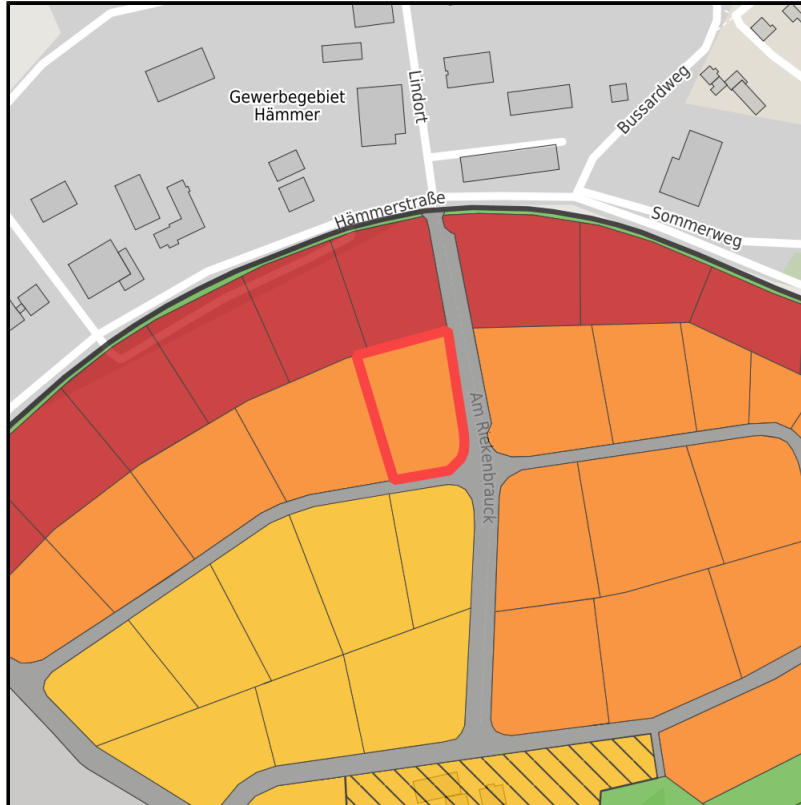 Lindort
Gewerbegebiet
Hämmer
Bussardweg
Hämmerstraße
Sommerweg
Am Riekenbrauck